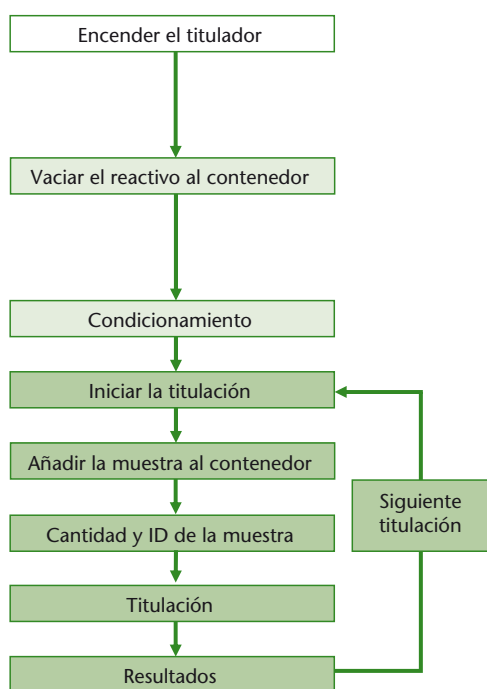 Encender el titulador
Vaciar el reactivo al contenedor
Condicionamiento
Iniciar la titulación
Añadir la muestra al contenedor
Cantidad y ID de la muestra
Titulación
Resultados
Siguiente
titulación